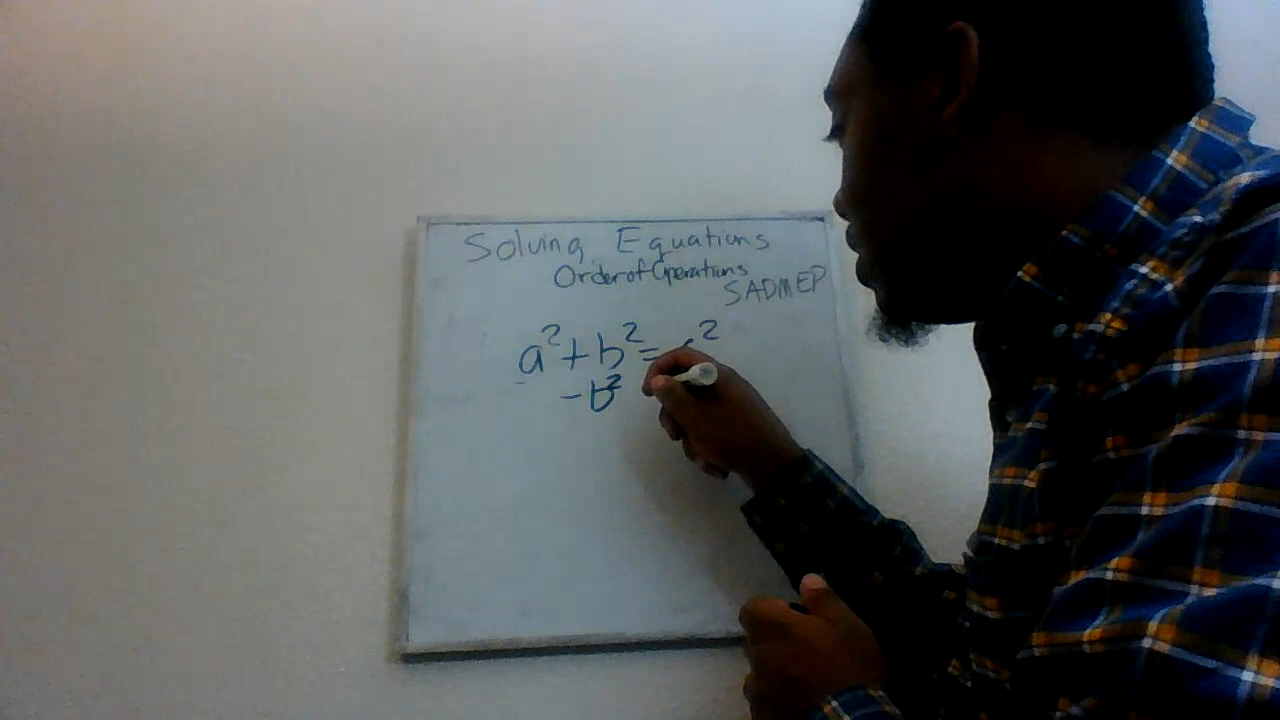 Solving Equations
Order of Operations
SADMEP
a² + b² = c²
- b²